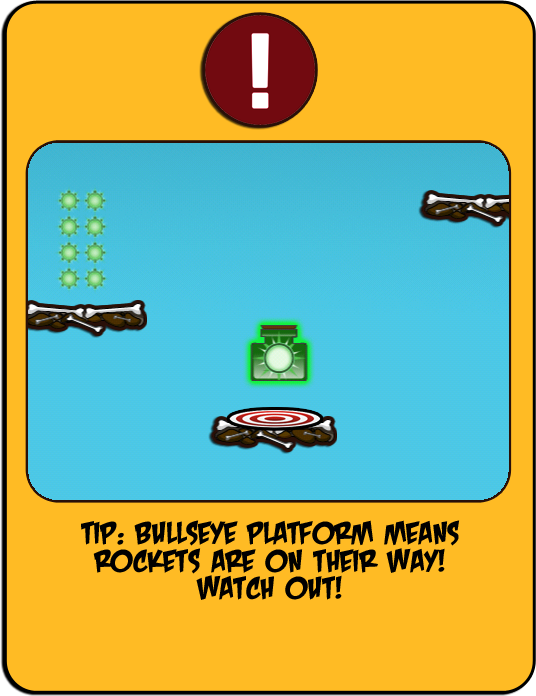 !
TIP: BULLSEYE PLATFORM MEANS
ROCKETS ARE ON THEIR WAY!
WATCH OUT!